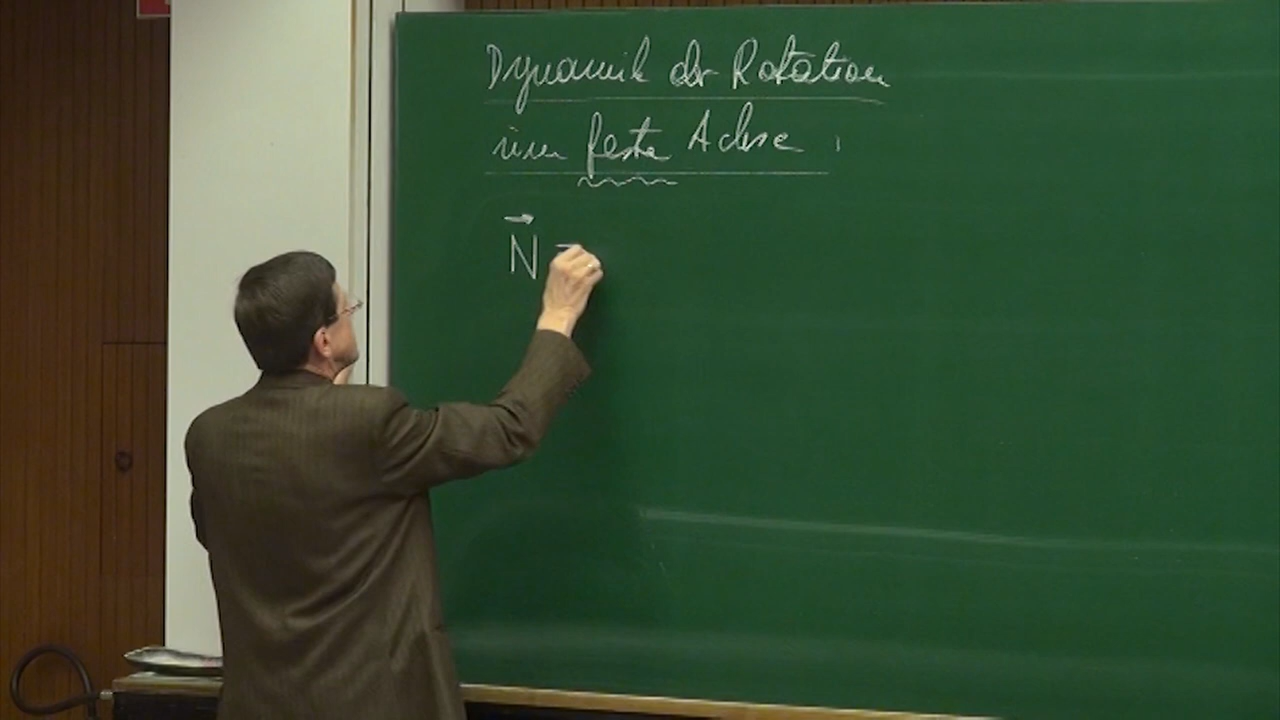 Dynamik der Rotation
um feste Achse
N⃗ =